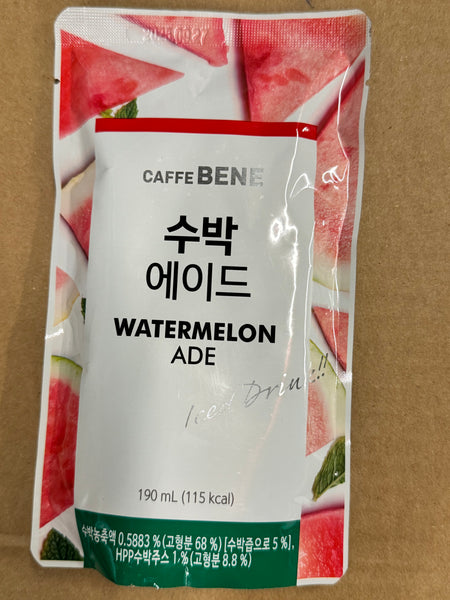 CAFFE BENE
수박
에이드
WATERMELON
ADE
Iced Drink!!
190 mL (115 kcal)
수박농축액 0.5883 % (고형분 68 %) [수박즙으로 5 %],
HPP수박주스 1 % (고형분 8.8 %)